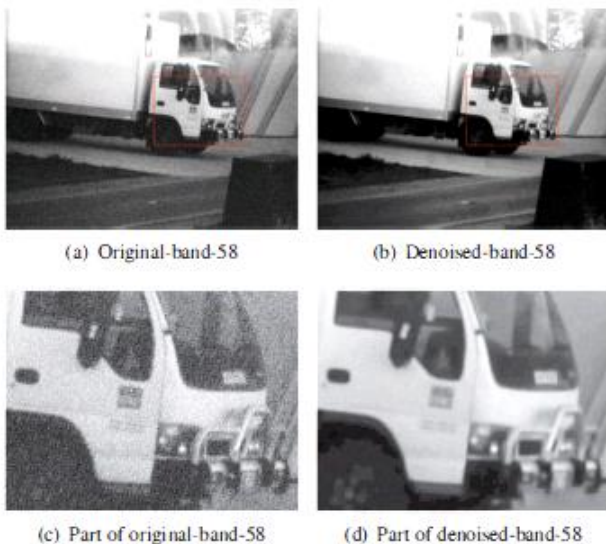 (a) Original-band-58
(b) Denoised-band-58
(c) Part of original-band-58
(d) Part of denoised-band-58